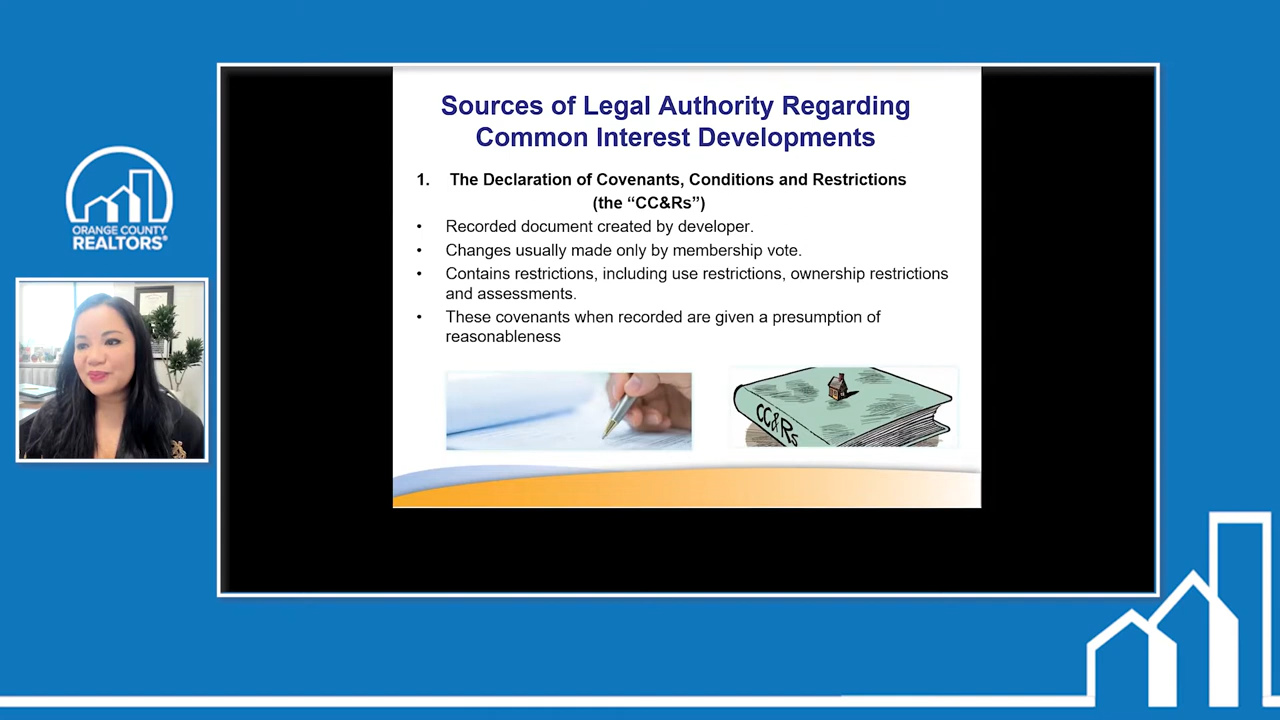 Sources of Legal Authority Regarding
Common Interest Developments
1. The Declaration of Covenants, Conditions and Restrictions
(the “CC&Rs”)
• Recorded document created by developer.
• Changes usually made only by membership vote.
• Contains restrictions, including use restrictions, ownership restrictions
and assessments.
• These covenants when recorded are given a presumption of
reasonableness
CC&Rs
ORANGE COUNTY
REALTORS®